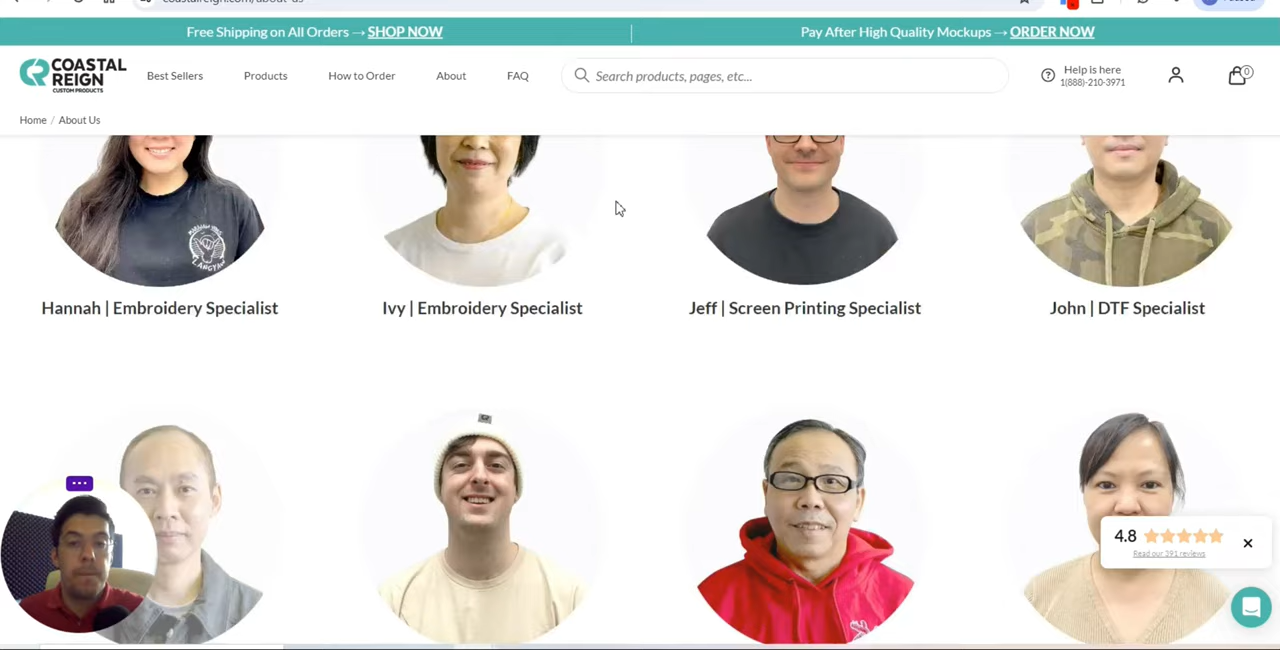 coastalreign.com/about-us
Free Shipping on All Orders → SHOP NOW
Pay After High Quality Mockups → ORDER NOW
COASTAL
REIGN
CUSTOM PRODUCTS
Best Sellers
Products
How to Order
About
FAQ
Search products, pages, etc...
Help is here
1(888)-210-3971
0
Home / About Us
Hannah | Embroidery Specialist
Ivy | Embroidery Specialist
Jeff | Screen Printing Specialist
John | DTF Specialist
4.8
Read our 391 reviews